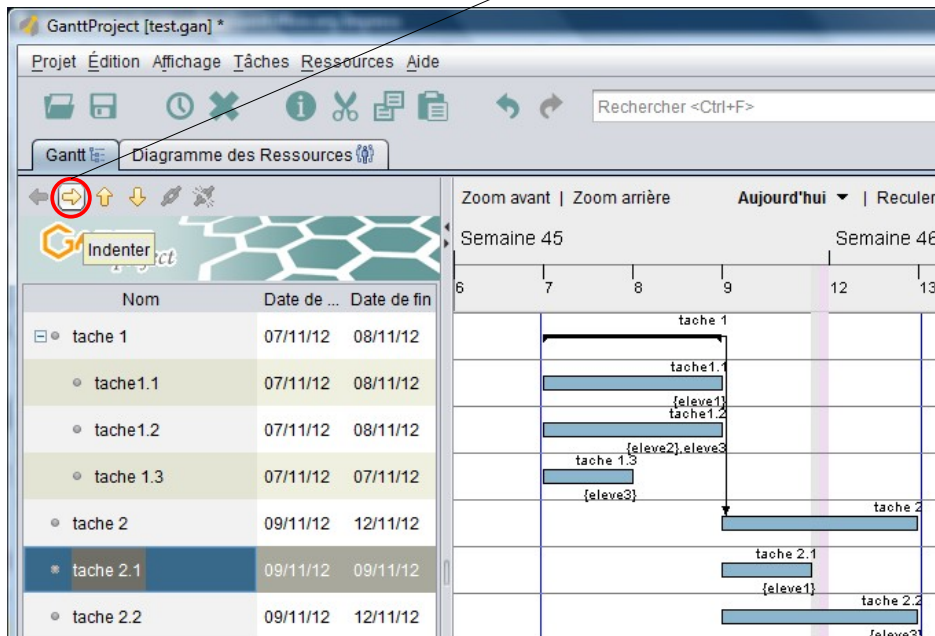 GanttProject [test.gan] *
Projet Édition Affichage Tâches Ressources Aide
Rechercher <Ctrl+F>
Gantt Diagramme des Ressources
Zoom avant | Zoom arrière Aujourd'hui | Reculer
Indenter
Semaine 45 Semaine 46
6 7 8 9 12 13
Nom Date de ... Date de fin
tache 1 07/11/12 08/11/12
tache 1
tache1.1 07/11/12 08/11/12
tache1.1
{eleve1}
tache1.2 07/11/12 08/11/12
tache1.2
{eleve2},eleve3
tache 1.3 07/11/12 07/11/12
tache 1.3
{eleve3}
tache 2 09/11/12 12/11/12
tache 2
tache 2.1 09/11/12 09/11/12
tache 2.1
{eleve1}
tache 2.2 09/11/12 12/11/12
tache 2.2
{eleve3}